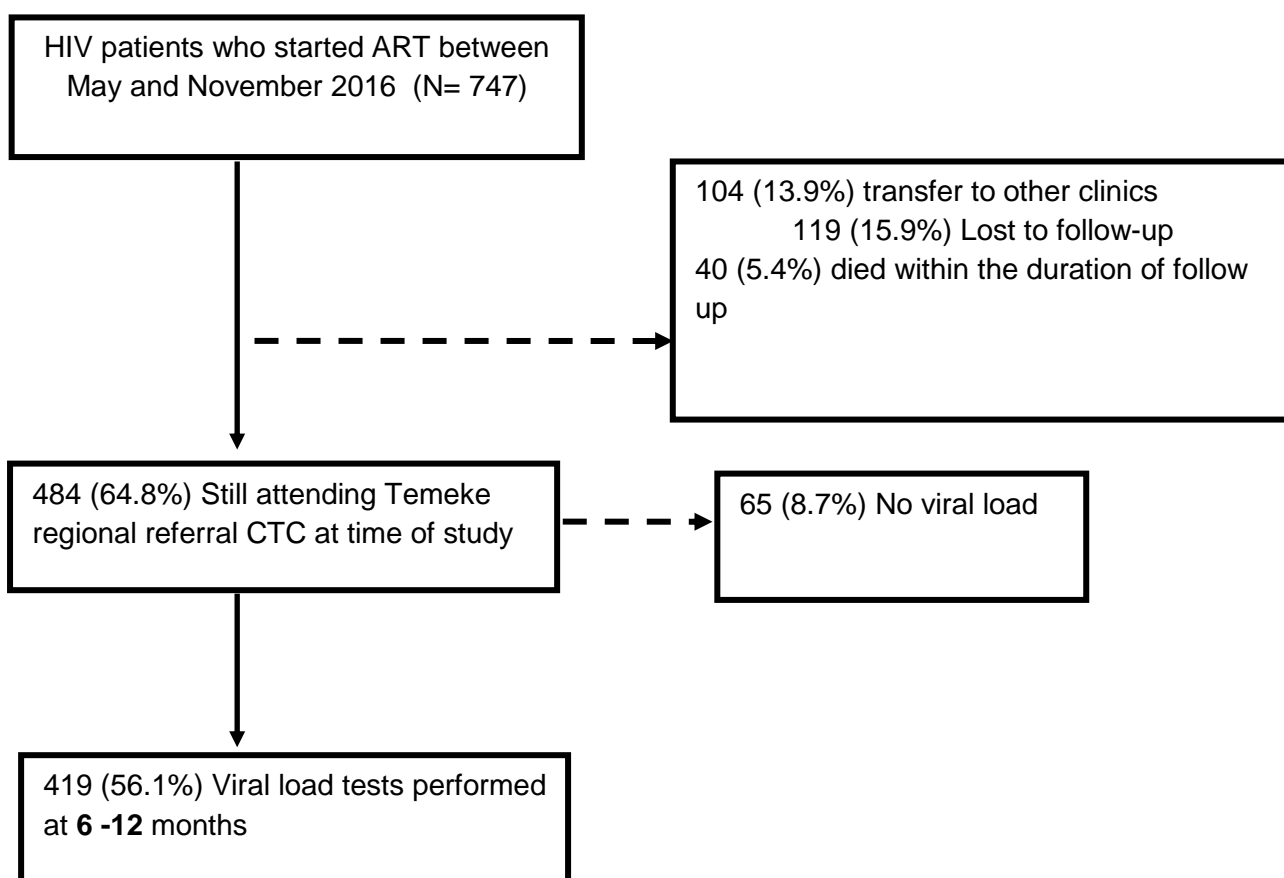 HIV patients who started ART between
May and November 2016  (N= 747)
104 (13.9%) transfer to other clinics
119 (15.9%) Lost to follow-up
40 (5.4%) died within the duration of follow
up
484 (64.8%) Still attending Temeke
regional referral CTC at time of study
65 (8.7%) No viral load
419 (56.1%) Viral load tests performed
at 6 -12 months